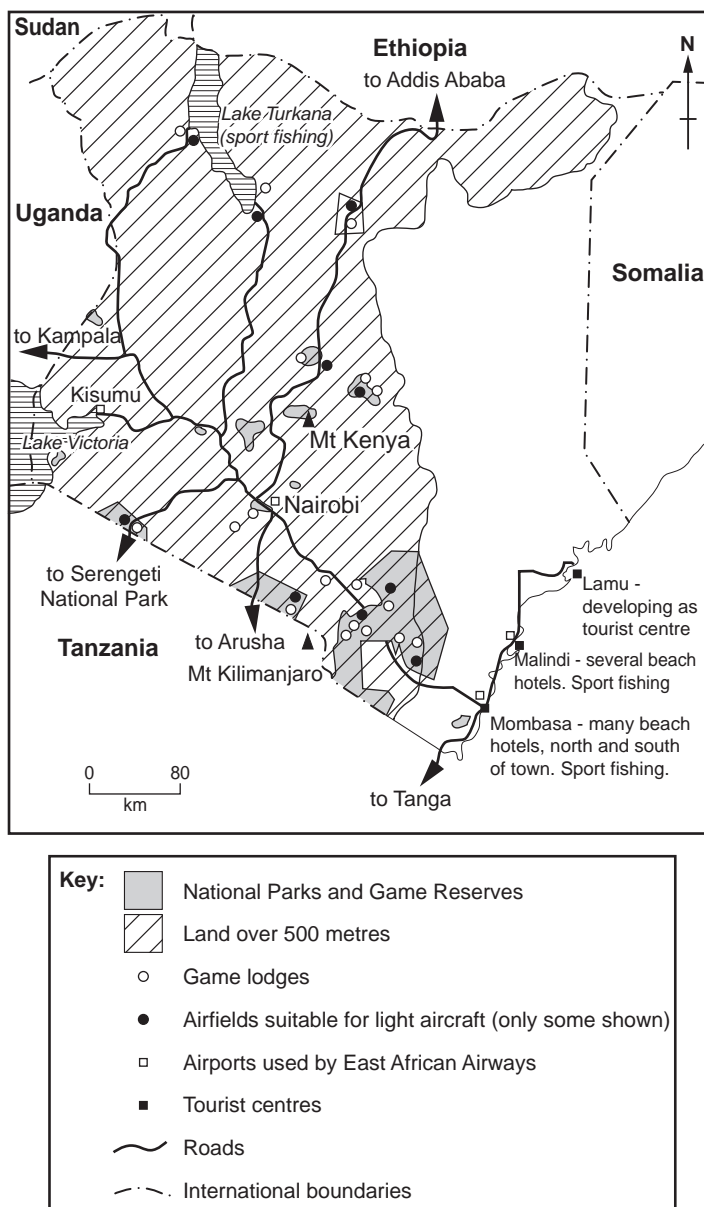 Sudan
Ethiopia
to Addis Ababa
N
Lake Turkana
(sport fishing)
Uganda
Somalia
to Kampala
Kisumu
Lake Victoria
Mt Kenya
Nairobi
to Serengeti
National Park
Tanzania
to Arusha
Mt Kilimanjaro
Lamu -
developing as
tourist centre
Malindi - several beach
hotels. Sport fishing
Mombasa - many beach
hotels, north and south
of town. Sport fishing.
to Tanga
0 80
km
Key:
National Parks and Game Reserves
Land over 500 metres
Game lodges
Airfields suitable for light aircraft (only some shown)
Airports used by East African Airways
Tourist centres
Roads
International boundaries